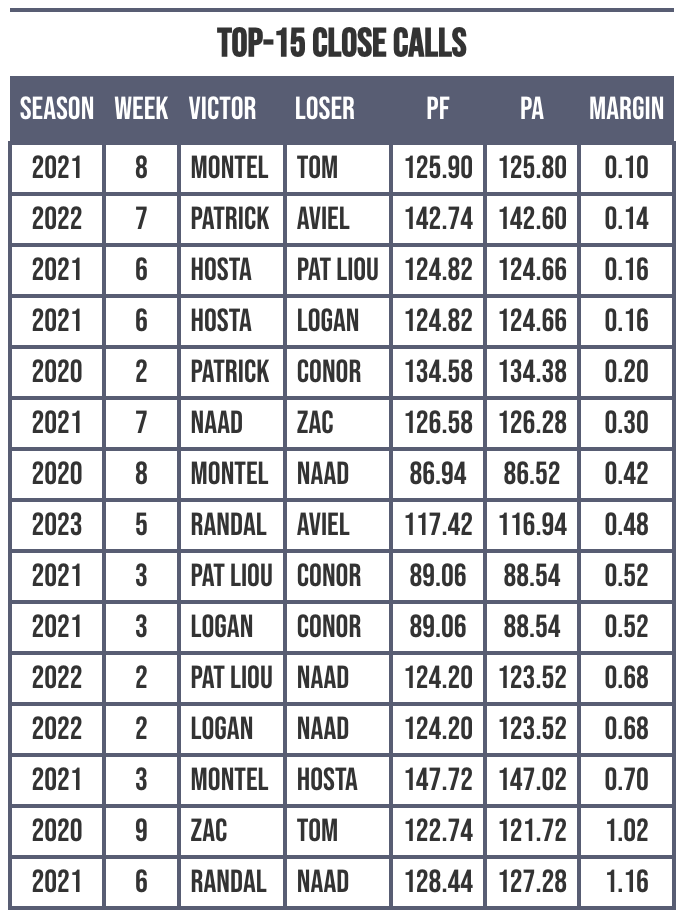 TOP-15 CLOSE CALLS
SEASON WEEK VICTOR LOSER PF PA MARGIN
2021 8 MONTEL TOM 125.90 125.80 0.10
2022 7 PATRICK AVIEL 142.74 142.60 0.14
2021 6 HOSTA PAT LIOU 124.82 124.66 0.16
2021 6 HOSTA LOGAN 124.82 124.66 0.16
2020 2 PATRICK CONOR 134.58 134.38 0.20
2021 7 NAAD ZAC 126.58 126.28 0.30
2020 8 MONTEL NAAD 86.94 86.52 0.42
2023 5 RANDAL AVIEL 117.42 116.94 0.48
2021 3 PAT LIOU CONOR 89.06 88.54 0.52
2021 3 LOGAN CONOR 89.06 88.54 0.52
2022 2 PAT LIOU NAAD 124.20 123.52 0.68
2022 2 LOGAN NAAD 124.20 123.52 0.68
2021 3 MONTEL HOSTA 147.72 147.02 0.70
2020 9 ZAC TOM 122.74 121.72 1.02
2021 6 RANDAL NAAD 128.44 127.28 1.16